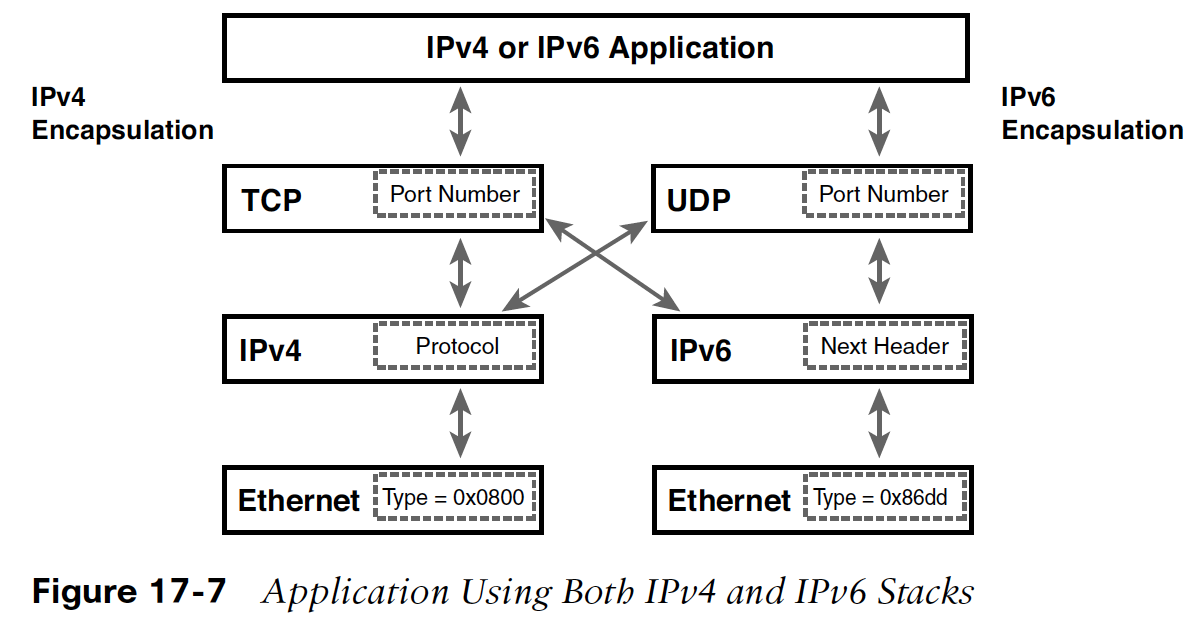 IPv4 or IPv6 Application
IPv4
Encapsulation
IPv6
Encapsulation
TCP
Port Number
UDP
Port Number
IPv4
Protocol
IPv6
Next Header
Ethernet
Type = 0x0800
Ethernet
Type = 0x86dd
Figure 17-7 Application Using Both IPv4 and IPv6 Stacks